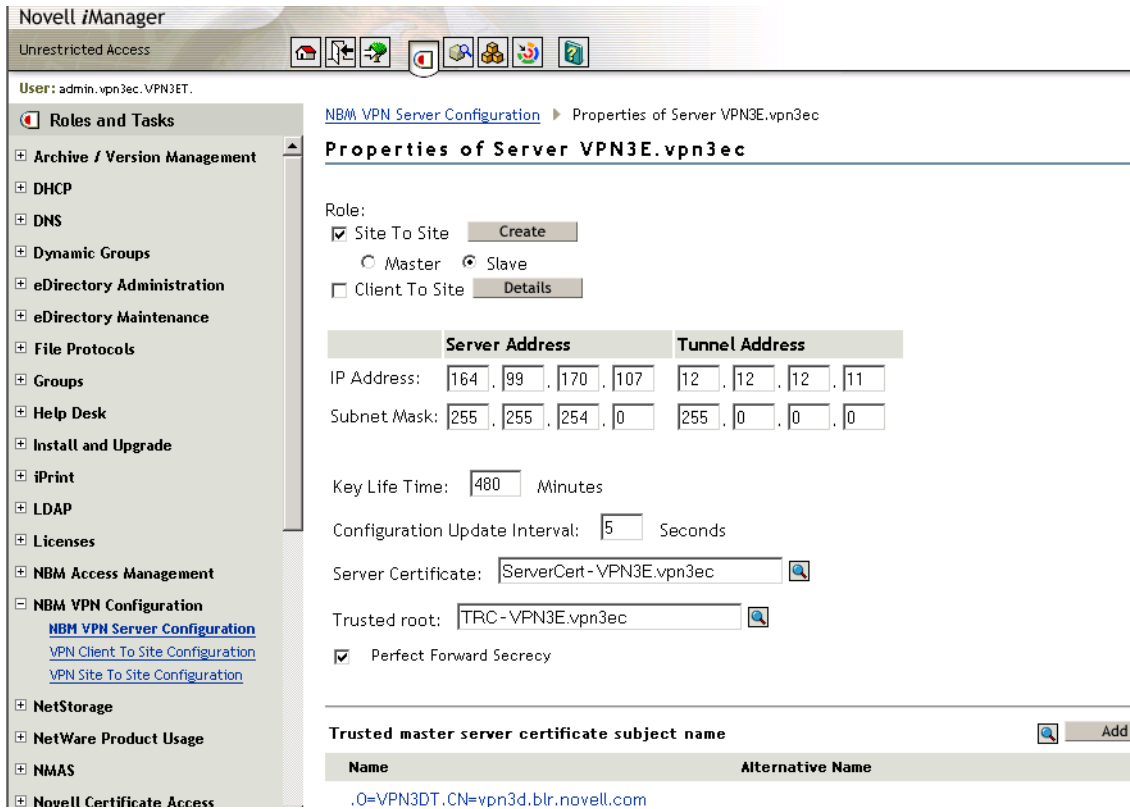 Novell iManager
Unrestricted Access
User: admin.vpn3ec.VPN3ET.
Roles and Tasks
Archive / Version Management
DHCP
DNS
Dynamic Groups
eDirectory Administration
eDirectory Maintenance
File Protocols
Groups
Help Desk
Install and Upgrade
iPrint
LDAP
Licenses
NBM Access Management
NBM VPN Configuration
NBM VPN Server Configuration
VPN Client To Site Configuration
VPN Site To Site Configuration
NetStorage
NetWare Product Usage
NMAS
Novell Certificate Access
NBM VPN Server Configuration Properties of Server VPN3E.vpn3ec
Properties of Server VPN3E.vpn3ec
Role:
Site To Site Create
Master Slave
Client To Site Details
Server Address Tunnel Address
IP Address: 164 . 99 . 170 . 107 12 . 12 . 12 . 11
Subnet Mask: 255 . 255 . 254 . 0 255 . 0 . 0 . 0
Key Life Time: 480 Minutes
Configuration Update Interval: 5 Seconds
Server Certificate: ServerCert-VPN3E.vpn3ec
Trusted root: TRC-VPN3E.vpn3ec
Perfect Forward Secrecy
Trusted master server certificate subject name Add
Name Alternative Name
.O=VPN3DT.CN=vpn3d.blr.novell.com